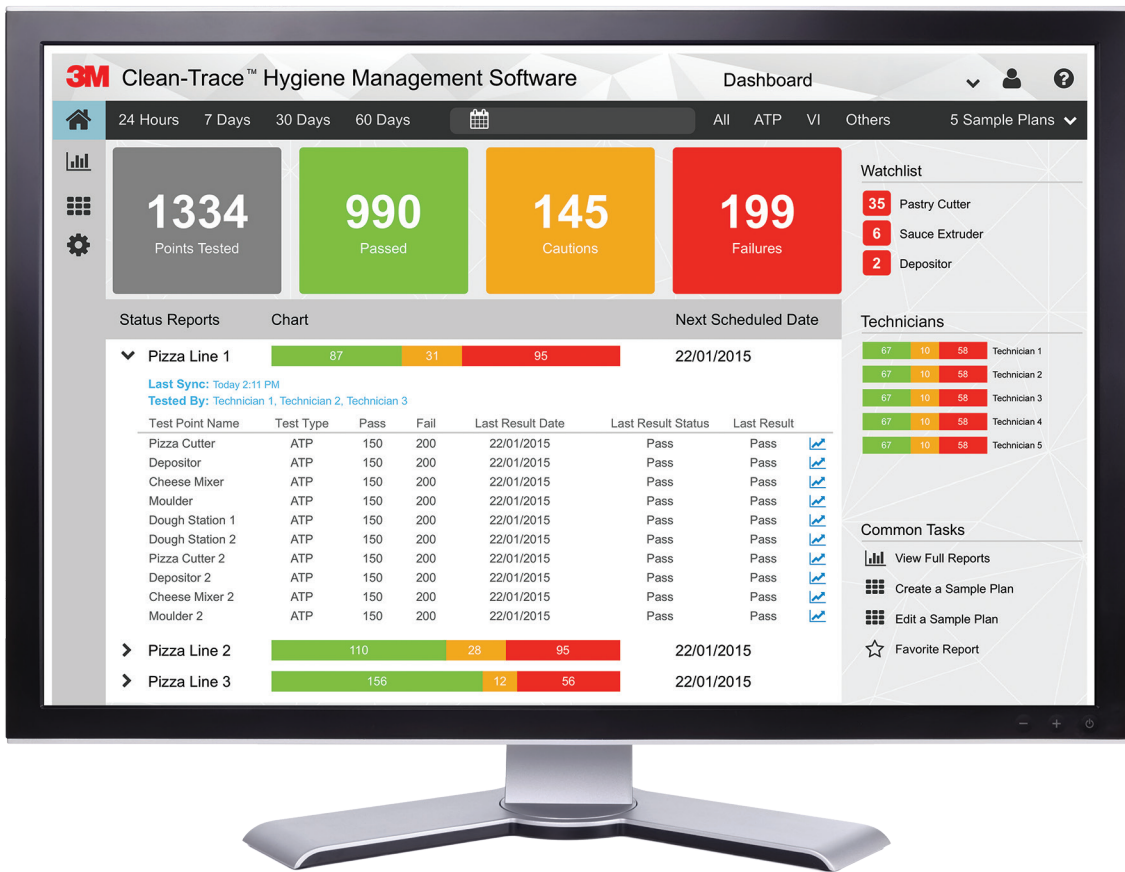 3M Clean-Trace™ Hygiene Management Software Dashboard
24 Hours 7 Days 30 Days 60 Days All ATP VI Others 5 Sample Plans
1334
Points Tested
990
Passed
145
Cautions
199
Failures
Watchlist
35 Pastry Cutter
6 Sauce Extruder
2 Depositor
Status Reports Chart Next Scheduled Date
Pizza Line 1 87 31 95 22/01/2015
Last Sync: Today 2:11 PM
Tested By: Technician 1, Technician 2, Technician 3
Test Point Name Test Type Pass Fail Last Result Date Last Result Status Last Result
Pizza Cutter ATP 150 200 22/01/2015 Pass Pass
Depositor ATP 150 200 22/01/2015 Pass Pass
Cheese Mixer ATP 150 200 22/01/2015 Pass Pass
Moulder ATP 150 200 22/01/2015 Pass Pass
Dough Station 1 ATP 150 200 22/01/2015 Pass Pass
Dough Station 2 ATP 150 200 22/01/2015 Pass Pass
Pizza Cutter 2 ATP 150 200 22/01/2015 Pass Pass
Depositor 2 ATP 150 200 22/01/2015 Pass Pass
Cheese Mixer 2 ATP 150 200 22/01/2015 Pass Pass
Moulder 2 ATP 150 200 22/01/2015 Pass Pass
Pizza Line 2 110 28 95 22/01/2015
Pizza Line 3 156 12 56 22/01/2015
Technicians
67 10 58 Technician 1
67 10 58 Technician 2
67 10 58 Technician 3
67 10 58 Technician 4
67 10 58 Technician 5
Common Tasks
View Full Reports
Create a Sample Plan
Edit a Sample Plan
Favorite Report